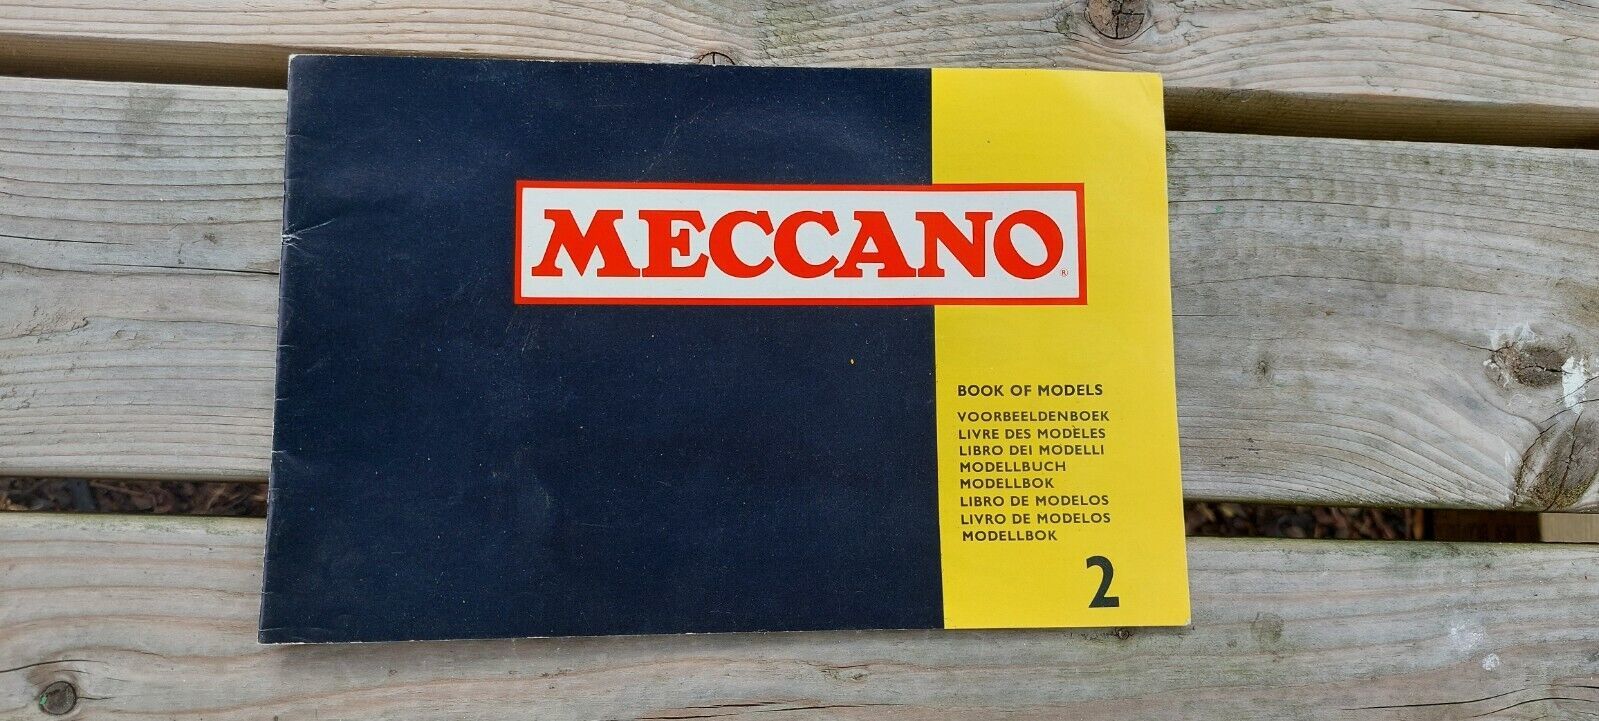 MECCANO®
BOOK OF MODELS
VOORBEELDENBOEK
LIVRE DES MODÈLES
LIBRO DEI MODELLI
MODELLBUCH
MODELLBOK
LIBRO DE MODELOS
LIVRO DE MODELOS
MODELLBOK
2